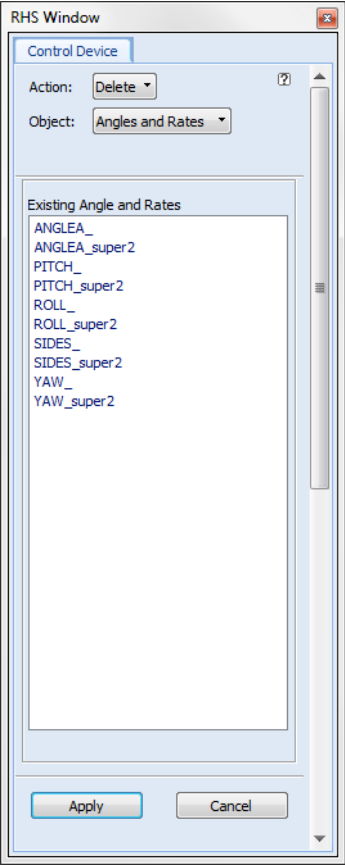 RHS Window
Control Device
Action: Delete
?
Object: Angles and Rates
Existing Angle and Rates
ANGLEA_
ANGLEA_super2
PITCH_
PITCH_super2
ROLL_
ROLL_super2
SIDES_
SIDES_super2
YAW_
YAW_super2
Apply Cancel